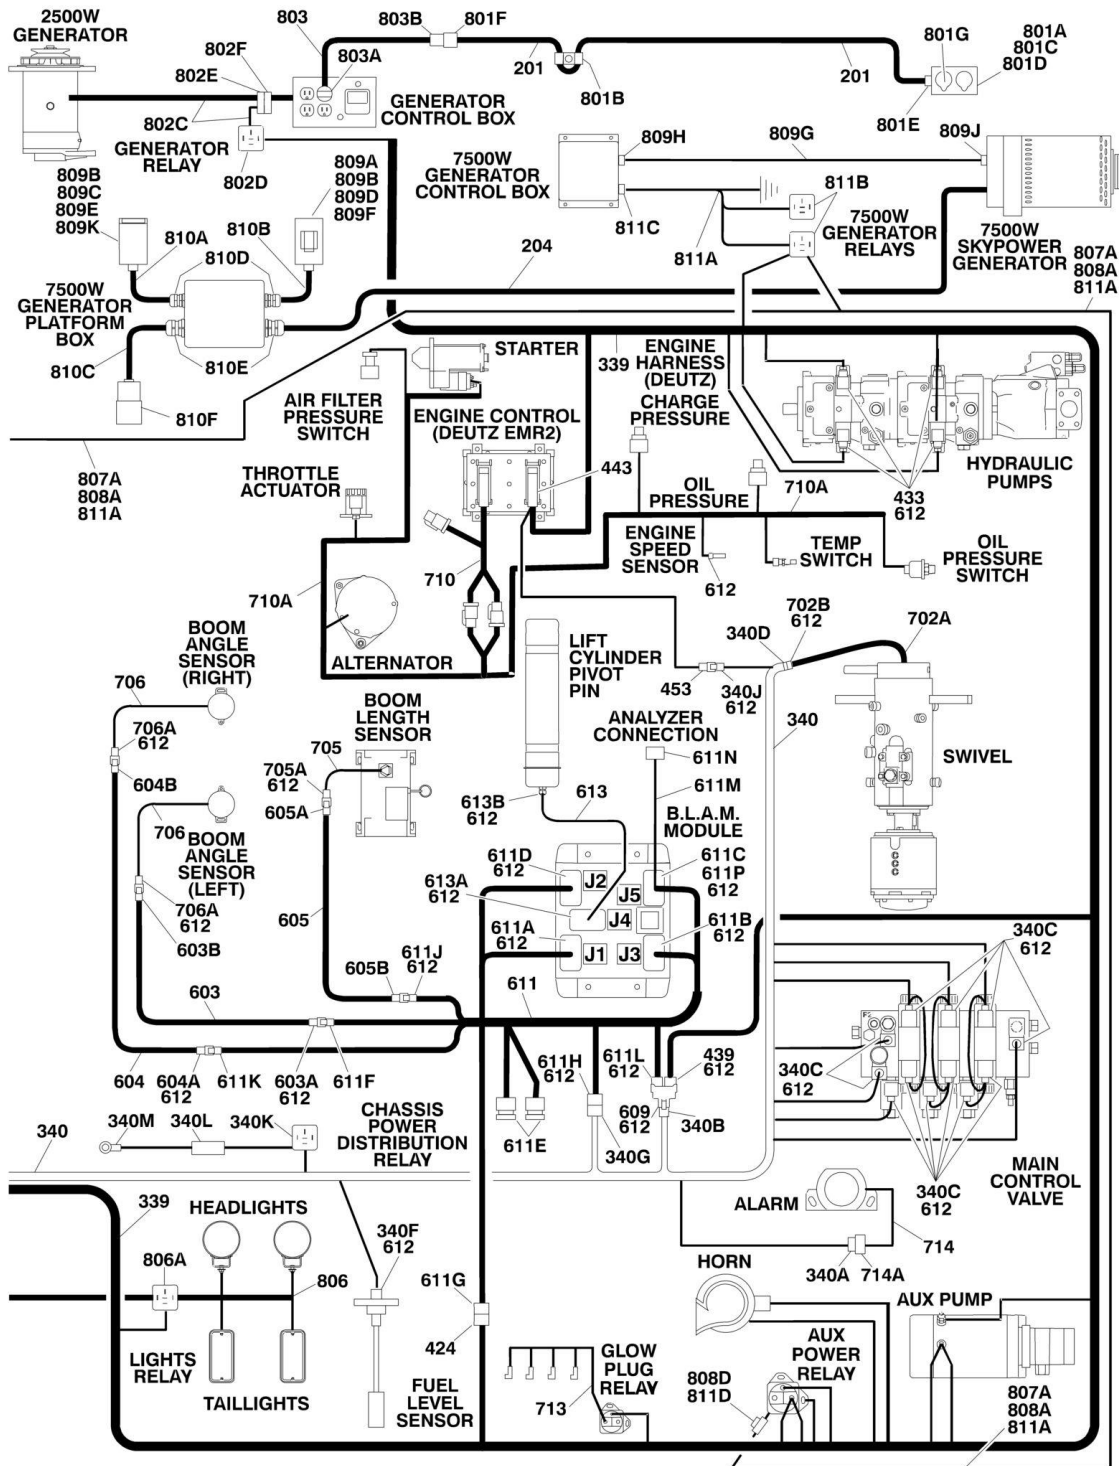 2500W
GENERATOR
802F
802E
802C
GENERATOR
RELAY
802D
803
803A
803B
801F
GENERATOR
CONTROL BOX
201
801B
201
801G
801A
801C
801D
801E
809H
809G
809J
7500W
GENERATOR
CONTROL BOX
811C
811A
811B
7500W
GENERATOR
RELAYS
7500W
SKYPOWER
GENERATOR
807A
808A
811A
809B
809C
809E
809K
809A
809B
809D
809F
810A
810B
810D
7500W
GENERATOR
PLATFORM
BOX
810C
810E
810F
204
STARTER
AIR FILTER
PRESSURE
SWITCH
339
ENGINE
HARNESS
(DEUTZ)
CHARGE
PRESSURE
ENGINE CONTROL
(DEUTZ EMR2)
443
HYDRAULIC
PUMPS
433
612
807A
808A
811A
THROTTLE
ACTUATOR
OIL
PRESSURE
710A
ENGINE
SPEED
SENSOR
612
TEMP
SWITCH
OIL
PRESSURE
SWITCH
710
710A
ALTERNATOR
BOOM
ANGLE
SENSOR
(RIGHT)
706
706A
612
604B
706
BOOM
ANGLE
SENSOR
(LEFT)
706A
612
603B
BOOM
LENGTH
SENSOR
705
705A
612
605A
605
LIFT
CYLINDER
PIVOT
PIN
340D
702B
612
702A
453
340J
612
340
SWIVEL
ANALYZER
CONNECTION
611N
611M
613B
612
613
B.L.A.M.
MODULE
611D
612
613A
612
611A
612
J2
J5
J4
J1
J3
611C
611P
612
611B
612
605B
611J
612
611
340C
612
603
604
604A
612
611K
603A
612
611F
611H
612
611L
612
439
612
609
612
340B
340G
611E
340C
612
340C
612
MAIN
CONTROL
VALVE
340
340M
340L
340K
CHASSIS
POWER
DISTRIBUTION
RELAY
339
HEADLIGHTS
806A
806
LIGHTS
RELAY
TAILLIGHTS
340F
612
FUEL
LEVEL
SENSOR
611G
424
ALARM
340A
714A
714
HORN
AUX PUMP
GLOW
PLUG
RELAY
713
808D
811D
AUX
POWER
RELAY
807A
808A
811A